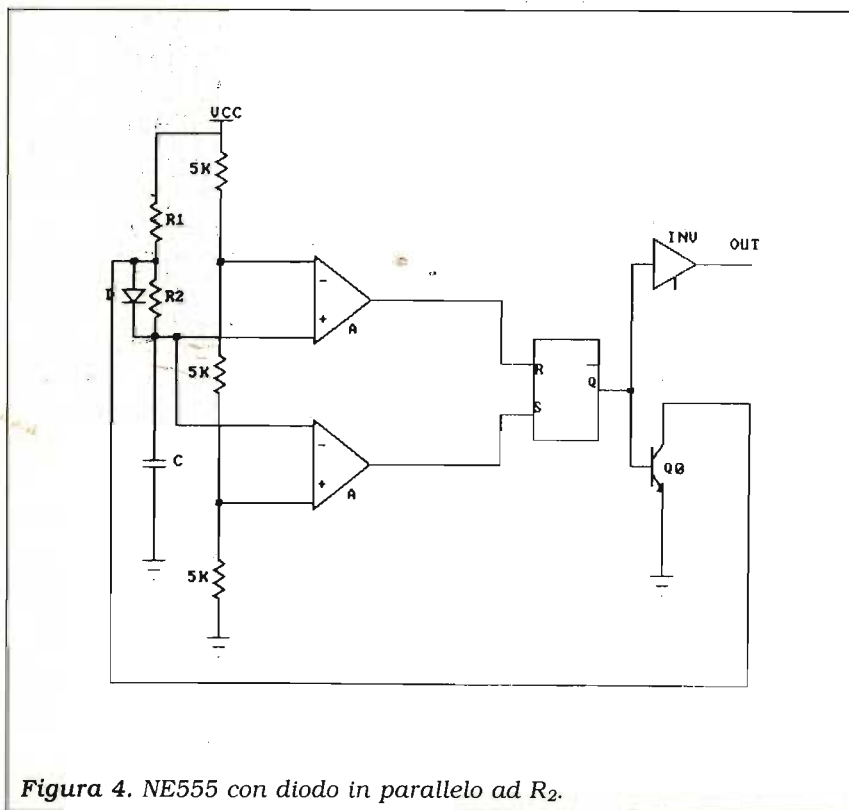 VCC
5K
R1
INV OUT
D R2
-
+
A
5K
R
Q
S
C
-
+
A
Q0
5K
Figura 4. NE555 con diodo in parallelo ad R₂.